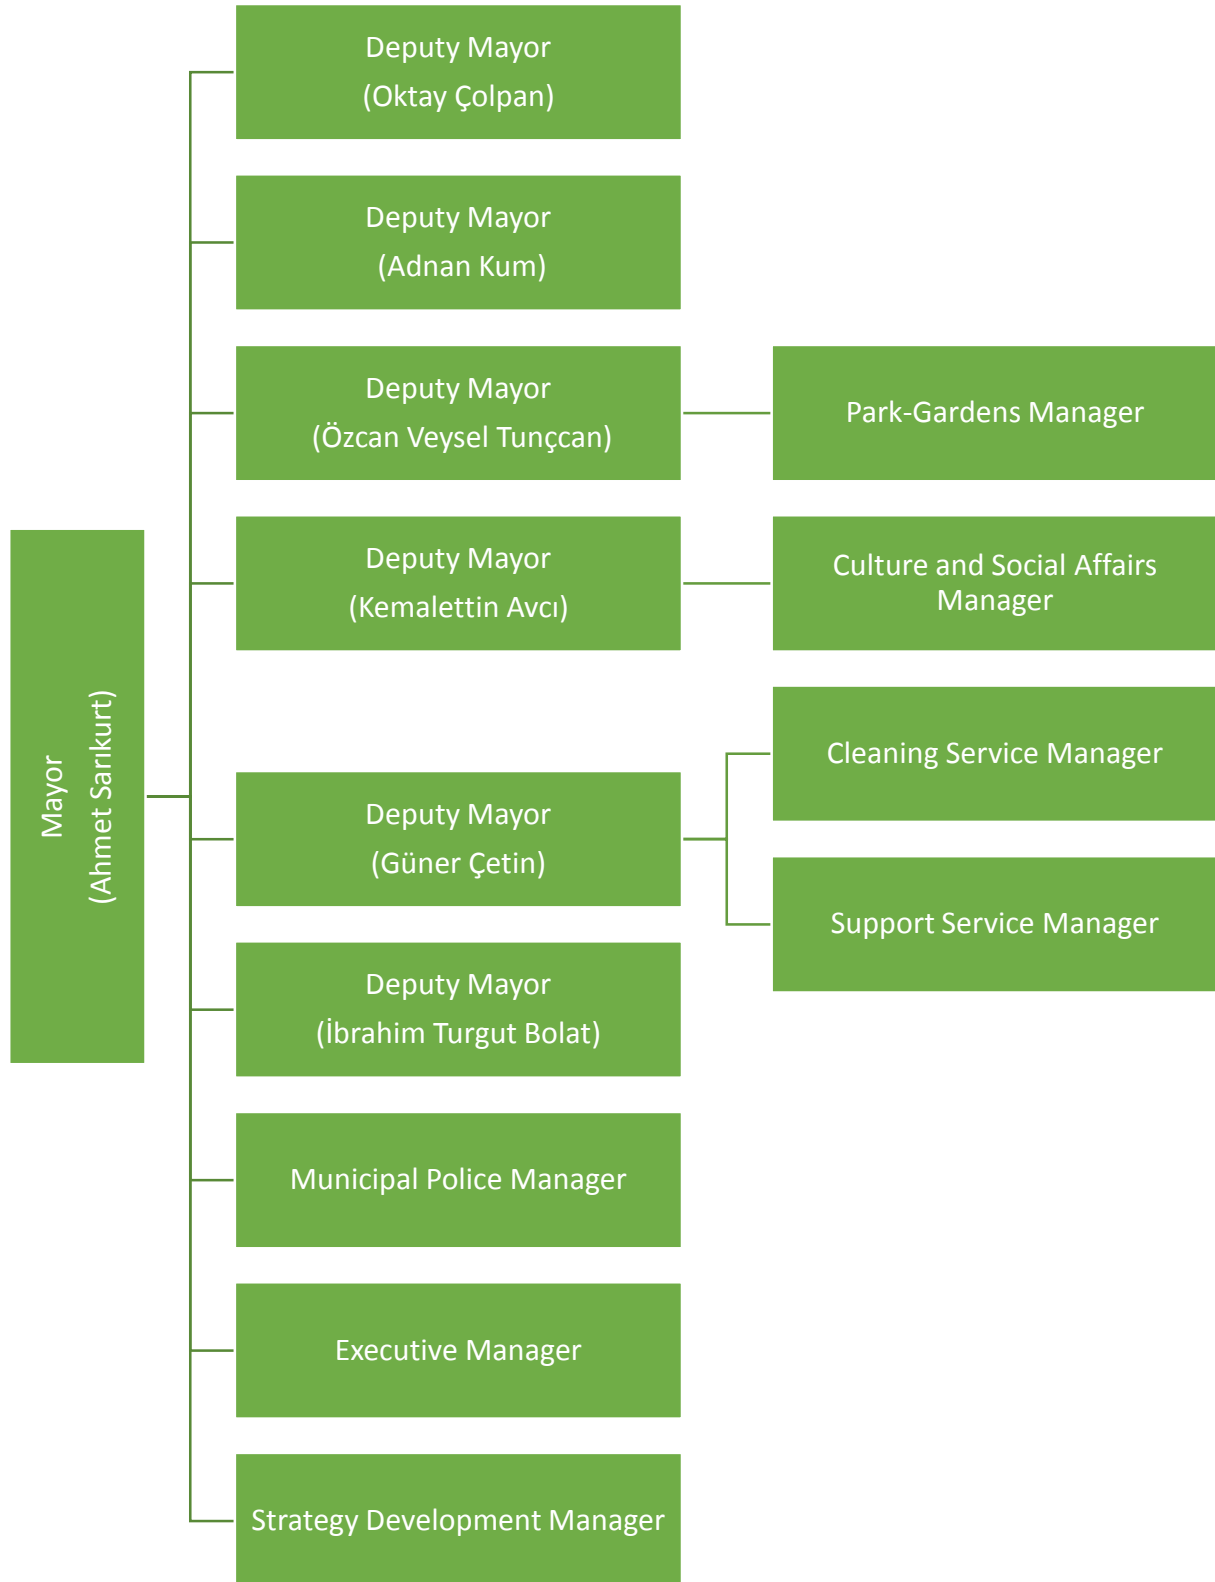 Mayor
(Ahmet Sarıkurt)
Deputy Mayor
(Oktay Çolpan)
Deputy Mayor
(Adnan Kum)
Deputy Mayor
(Özcan Veysel Tunçcan)
Park-Gardens Manager
Deputy Mayor
(Kemalettin Avcı)
Culture and Social Affairs
Manager
Deputy Mayor
(Güner Çetin)
Cleaning Service Manager
Support Service Manager
Deputy Mayor
(İbrahim Turgut Bolat)
Municipal Police Manager
Executive Manager
Strategy Development Manager